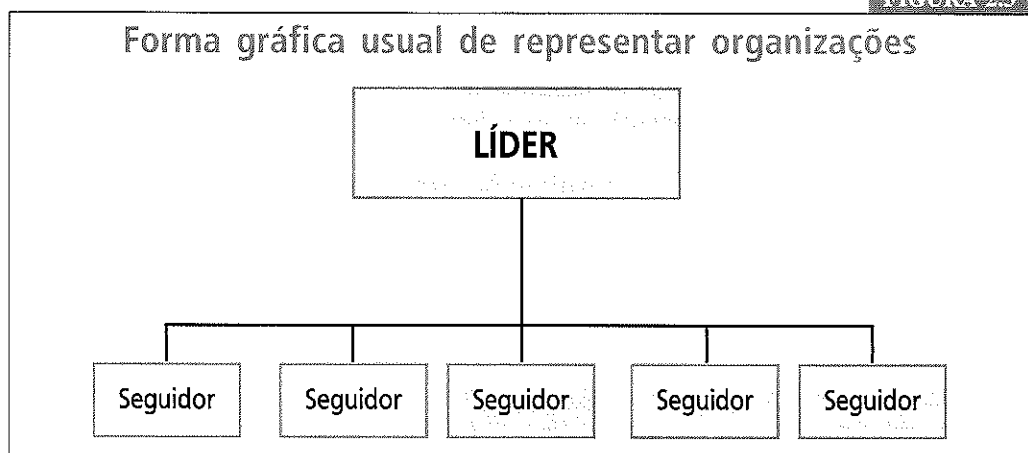 Forma gráfica usual de representar organizações
LÍDER
Seguidor Seguidor Seguidor Seguidor Seguidor